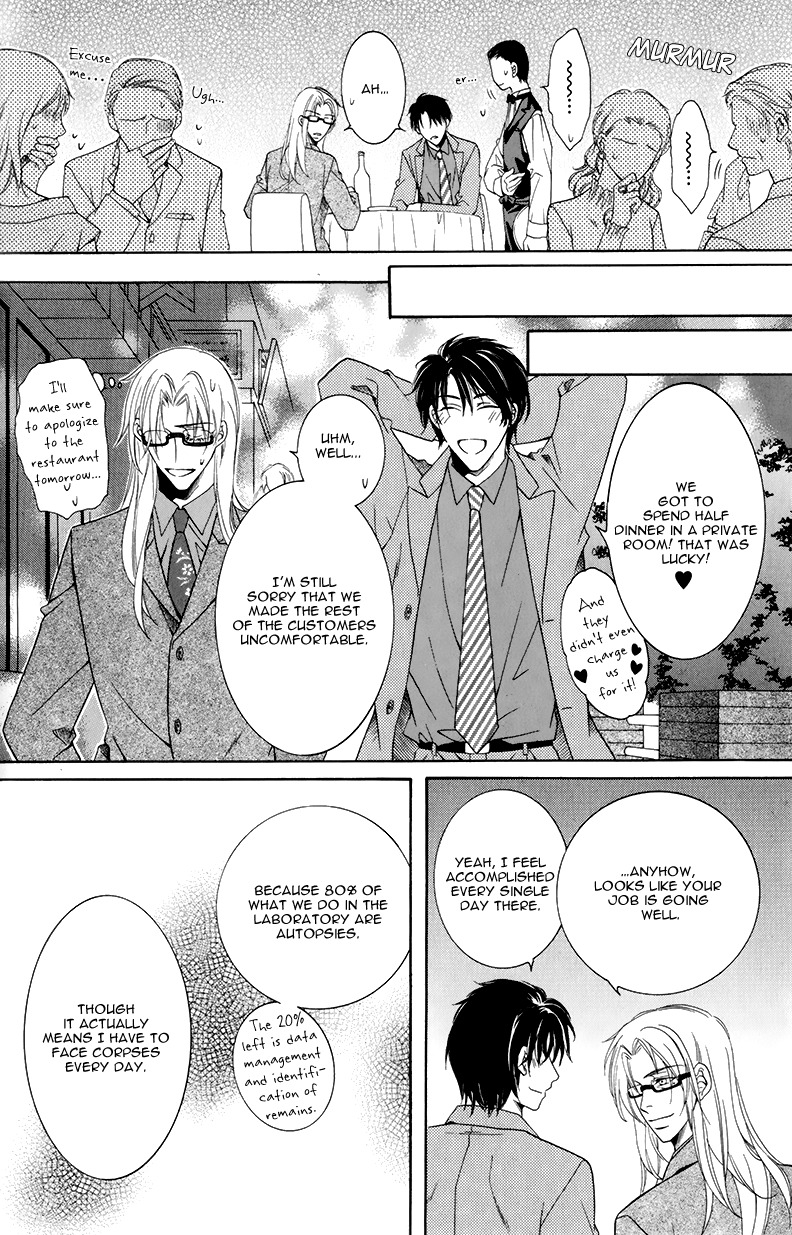 MURMUR
er...
AH...
Excuse
me...
Ugh...
WE
GOT TO
SPEND HALF
DINNER IN A PRIVATE
ROOM! THAT WAS
LUCKY!
♥
And
they
didn't even
charge
us
for it!
UHM,
WELL...
I'M STILL
SORRY THAT WE
MADE THE REST
OF THE CUSTOMERS
UNCOMFORTABLE.
I'll
make sure
to apologize
to the
restaurant
tomorrow...
...ANYHOW,
LOOKS LIKE YOUR
JOB IS GOING
WELL.
YEAH, I FEEL
ACCOMPLISHED
EVERY SINGLE
DAY THERE.
BECAUSE 80% OF
WHAT WE DO IN THE
LABORATORY ARE
AUTOPSIES.
The 20%
left is data
management
and identifi-
cation of
remains.
THOUGH
IT ACTUALLY
MEANS I HAVE TO
FACE CORPSES
EVERY DAY.